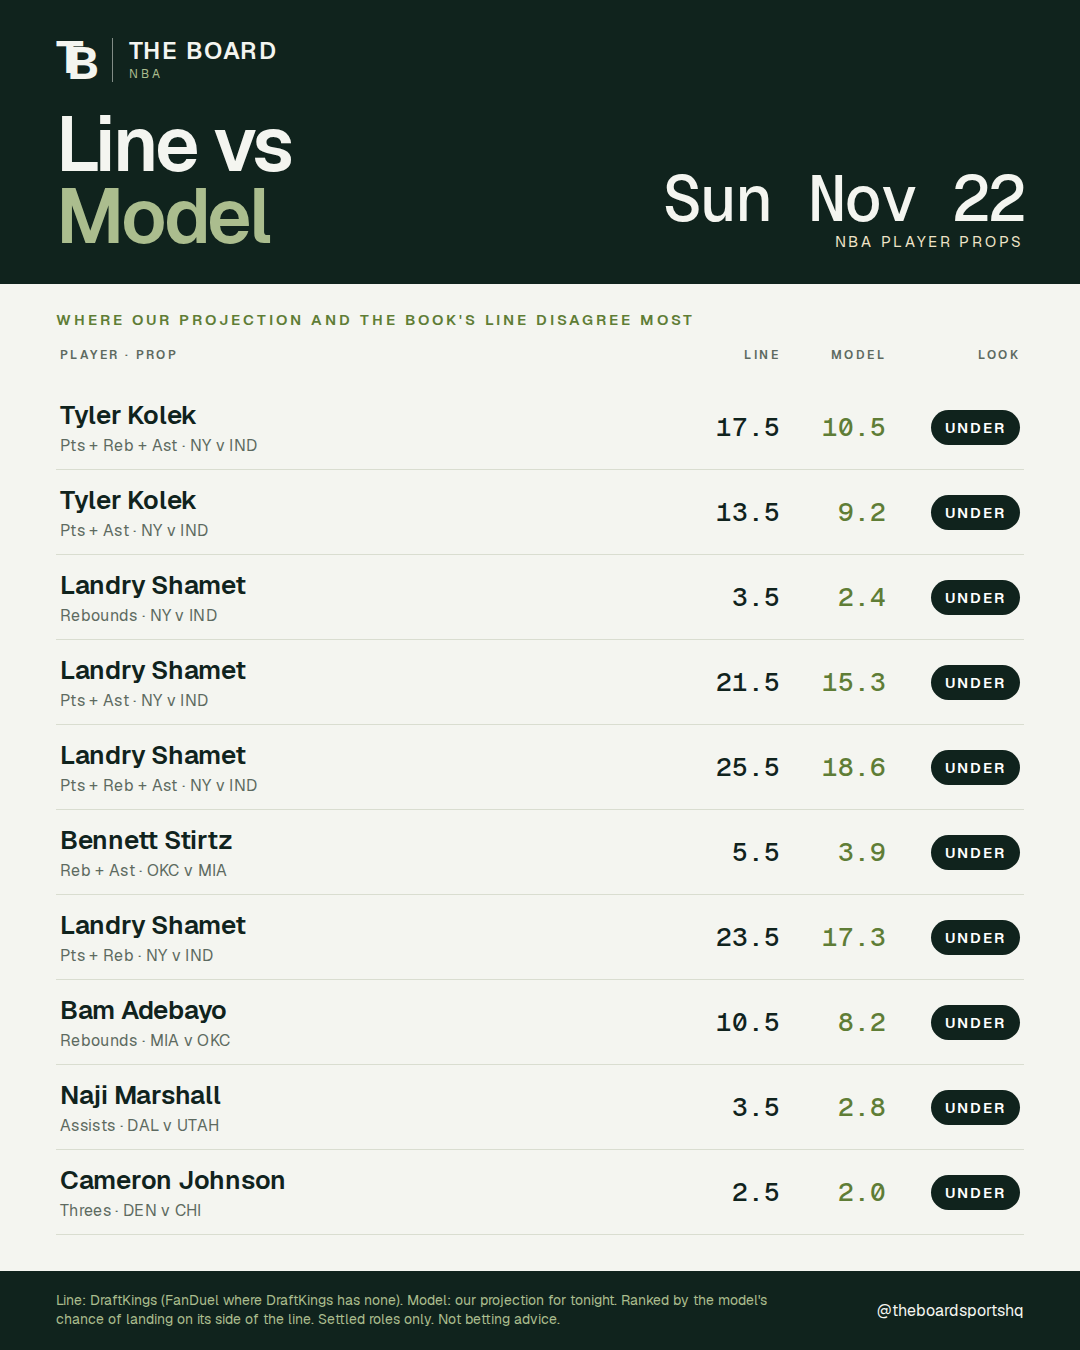 TB
THE BOARD
NBA
Line vs
Model
Sun Nov 22
NBA PLAYER PROPS
WHERE OUR PROJECTION AND THE BOOK'S LINE DISAGREE MOST
PLAYER · PROP LINE MODEL LOOK
Tyler Kolek
Pts + Reb + Ast · NY v IND
17.5 10.5 UNDER
Tyler Kolek
Pts + Ast · NY v IND
13.5 9.2 UNDER
Landry Shamet
Rebounds · NY v IND
3.5 2.4 UNDER
Landry Shamet
Pts + Ast · NY v IND
21.5 15.3 UNDER
Landry Shamet
Pts + Reb + Ast · NY v IND
25.5 18.6 UNDER
Bennett Stirtz
Reb + Ast · OKC v MIA
5.5 3.9 UNDER
Landry Shamet
Pts + Reb · NY v IND
23.5 17.3 UNDER
Bam Adebayo
Rebounds · MIA v OKC
10.5 8.2 UNDER
Naji Marshall
Assists · DAL v UTAH
3.5 2.8 UNDER
Cameron Johnson
Threes · DEN v CHI
2.5 2.0 UNDER
Line: DraftKings (FanDuel where DraftKings has none). Model: our projection for tonight. Ranked by the model's
chance of landing on its side of the line. Settled roles only. Not betting advice.
@theboardsportshq